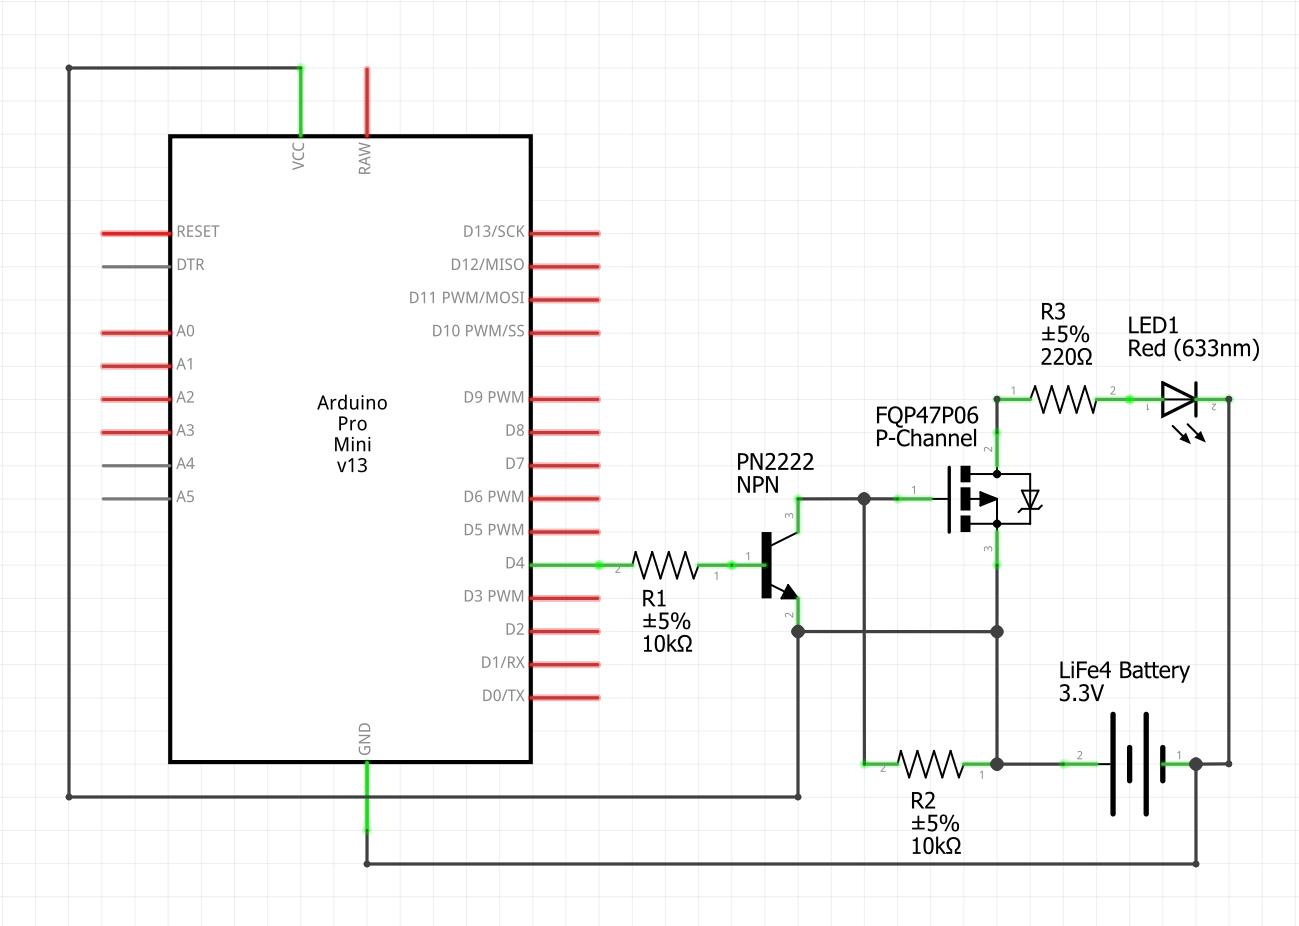 VCC
RAW
RESET
DTR
A0
A1
A2
A3
A4
A5
Arduino
Pro
Mini
v13
D13/SCK
D12/MISO
D11 PWM/MOSI
D10 PWM/SS
D9 PWM
D8
D7
D6 PWM
D5 PWM
D4
D3 PWM
D2
D1/RX
D0/TX
GND
2
1
R1
±5%
10kΩ
PN2222
NPN
3
1
2
FQP47P06
P-Channel
1
2
3
R3
±5%
220Ω
1
2
LED1
Red (633nm)
1
2
LiFe4 Battery
3.3V
2
1
2
1
R2
±5%
10kΩ